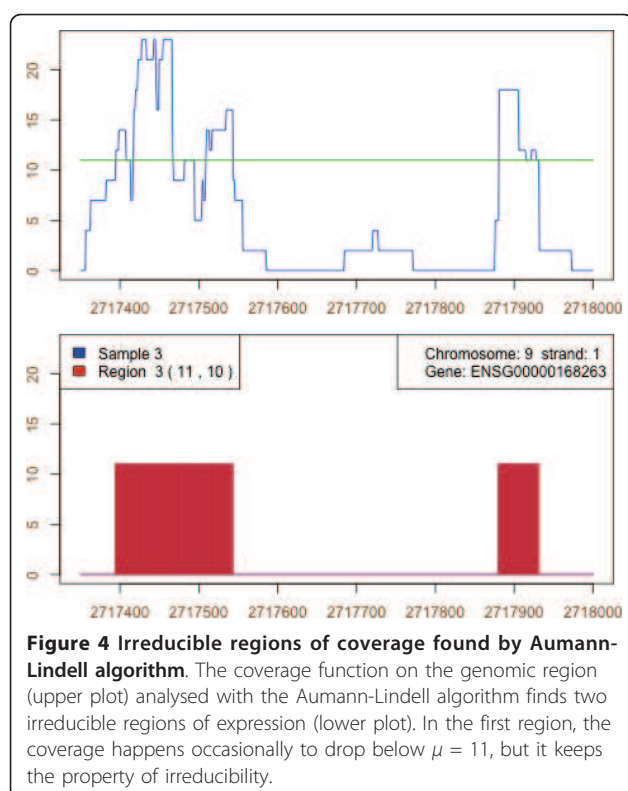 20
15
10
5
0
2717400 2717500 2717600 2717700 2717800 2717900 2718000
Sample 3
Region 3 ( 11 , 10 )
Chromosome: 9 strand: 1
Gene: ENSG00000168263
20
15
10
5
0
2717400 2717500 2717600 2717700 2717800 2717900 2718000
Figure 4 Irreducible regions of coverage found by Aumann-
Lindell algorithm. The coverage function on the genomic region
(upper plot) analysed with the Aumann-Lindell algorithm finds two
irreducible regions of expression (lower plot). In the first region, the
coverage happens occasionally to drop below μ = 11, but it keeps
the property of irreducibility.